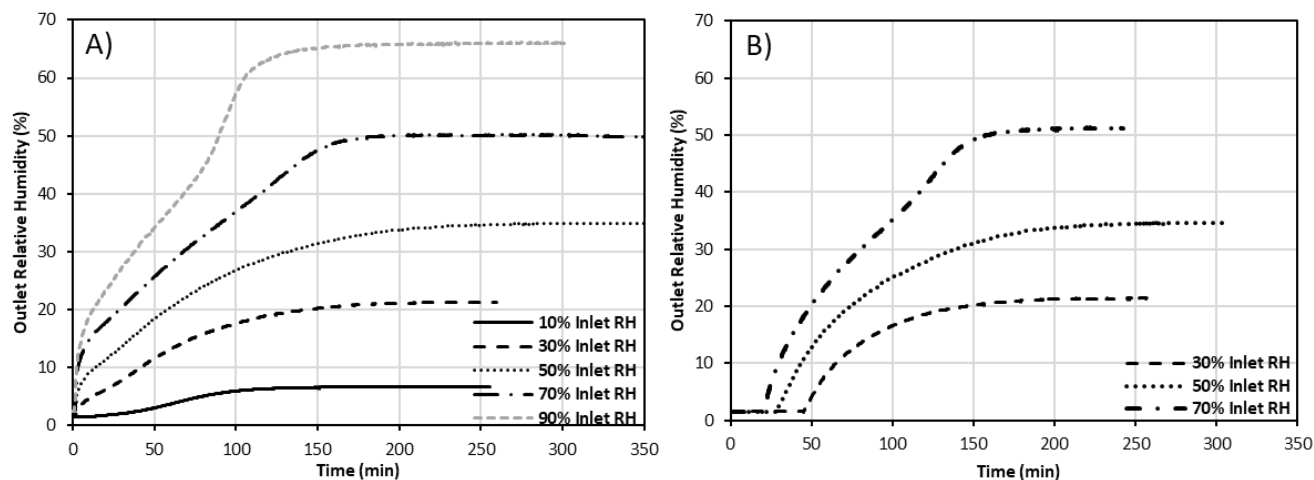 A)
Outlet Relative Humidity (%)
70
60
50
40
30
20
10
0
10% Inlet RH
30% Inlet RH
50% Inlet RH
70% Inlet RH
90% Inlet RH
0 50 100 150 200 250 300 350
Time (min)
B)
Outlet Relative Humidity (%)
70
60
50
40
30
20
10
0
30% Inlet RH
50% Inlet RH
70% Inlet RH
0 50 100 150 200 250 300 350
Time (min)